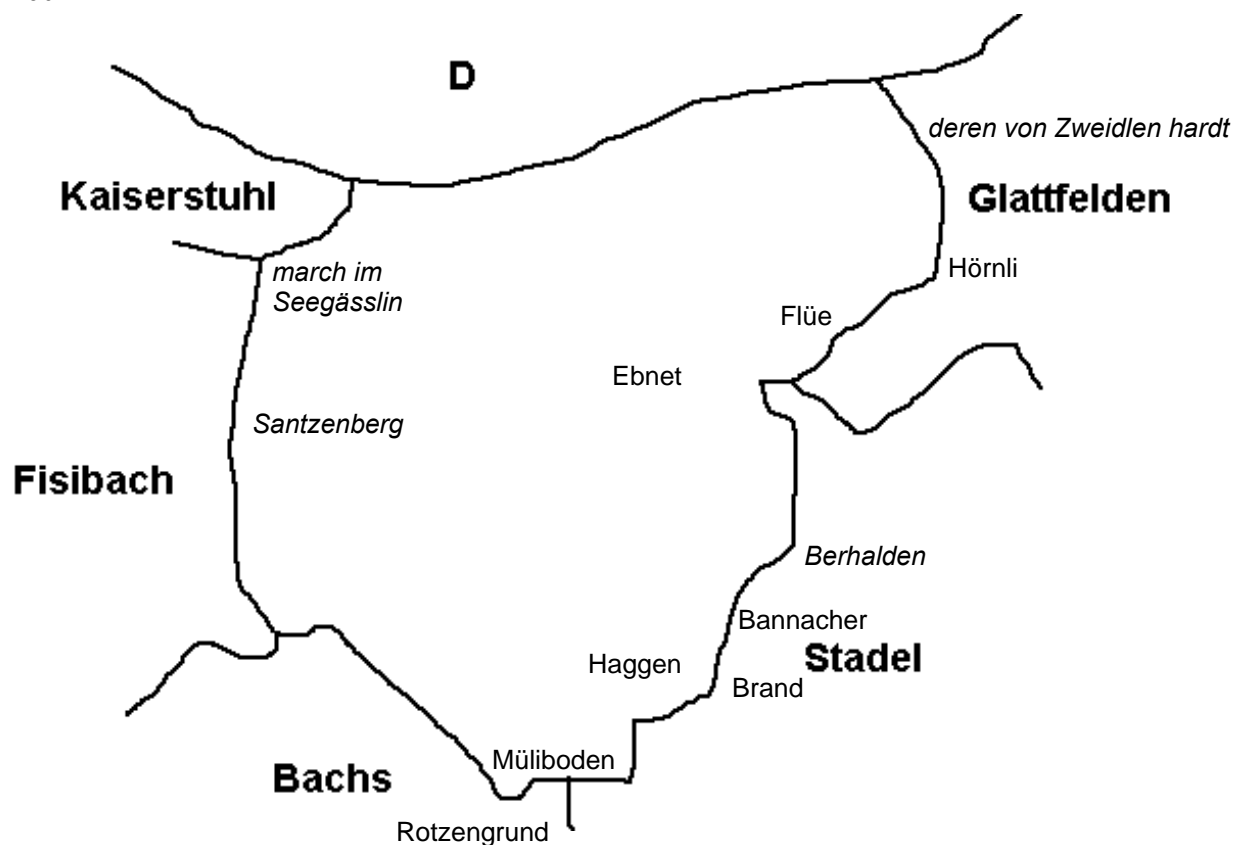 D
deren von Zweidlen hardt
Kaiserstuhl
Glattfelden
Hörnli
march im
Seegässlin
Flüe
Ebnet
Santzenberg
Fisibach
Berhalden
Bannacher
Stadel
Haggen
Brand
Müliboden
Bachs
Rotzengrund